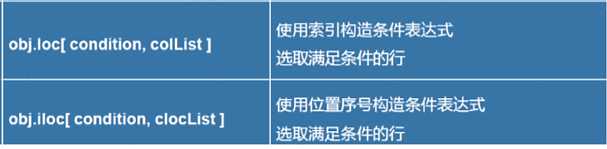 obj.loc[ condition, colList ]
使用索引构造条件表达式
选取满足条件的行
obj.iloc[ condition, clocList ]
使用位置序号构造条件表达式
选取满足条件的行